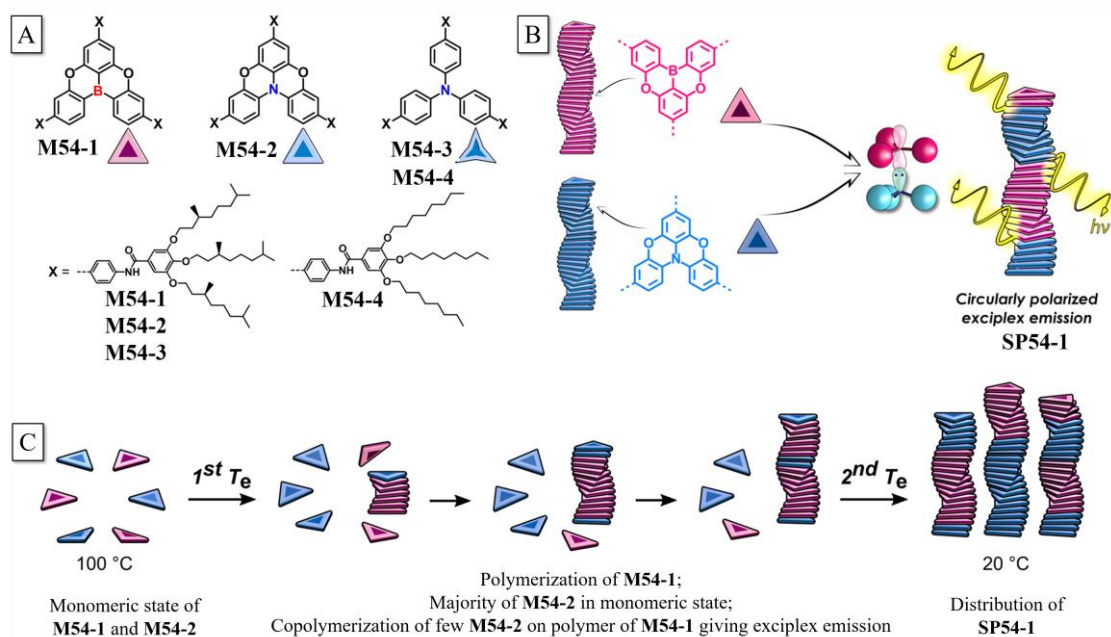 A
X
X
X
O
O
O
O
B
N
N
X
X
X
X
X
X
M54-1
M54-2
M54-3
M54-4
X =
O
O
NH
O
O
M54-1
M54-2
M54-3
O
O
NH
O
O
M54-4
B
B
O
O
O
O
N
hν
Circularly polarized
exciplex emission
SP54-1
C
1st Te
2nd Te
100 °C
20 °C
Monomeric state of
M54-1 and M54-2
Polymerization of M54-1;
Majority of M54-2 in monomeric state;
Copolymerization of few M54-2 on polymer of M54-1 giving exciplex emission
Distribution of
SP54-1